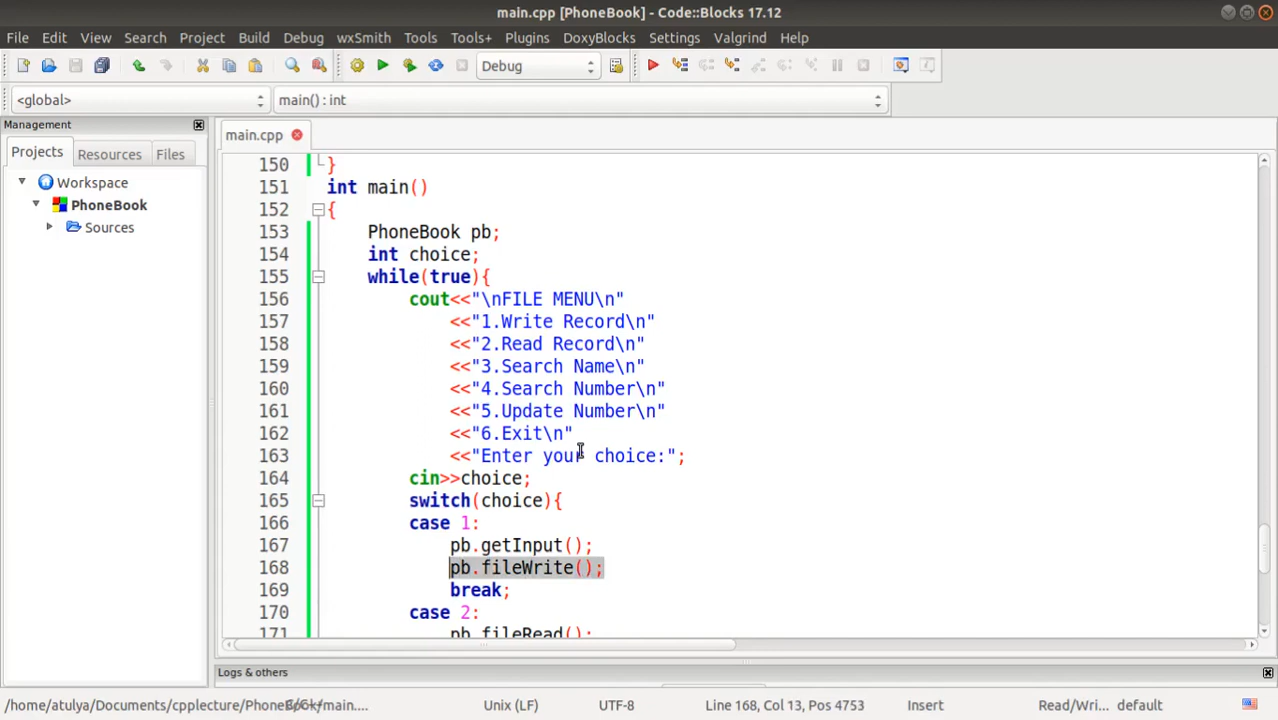 main.cpp [PhoneBook] - Code::Blocks 17.12
File Edit View Search Project Build Debug wxSmith Tools Tools+ Plugins DoxyBlocks Settings Valgrind Help
Debug
<global> main() : int
Management
Projects Resources Files
Workspace
PhoneBook
Sources
main.cpp
150 }
151 int main()
152 {
153 PhoneBook pb;
154 int choice;
155 while(true){
156 cout<<"\nFILE MENU\n"
157 <<"1.Write Record\n"
158 <<"2.Read Record\n"
159 <<"3.Search Name\n"
160 <<"4.Search Number\n"
161 <<"5.Update Number\n"
162 <<"6.Exit\n"
163 <<"Enter your choice:";
164 cin>>choice;
165 switch(choice){
166 case 1:
167 pb.getInput();
168 pb.fileWrite();
169 break;
170 case 2:
171 pb.fileRead();
Logs & others
Unix (LF) UTF-8 Line 168, Col 13, Pos 4753 Insert Read/Wri... default